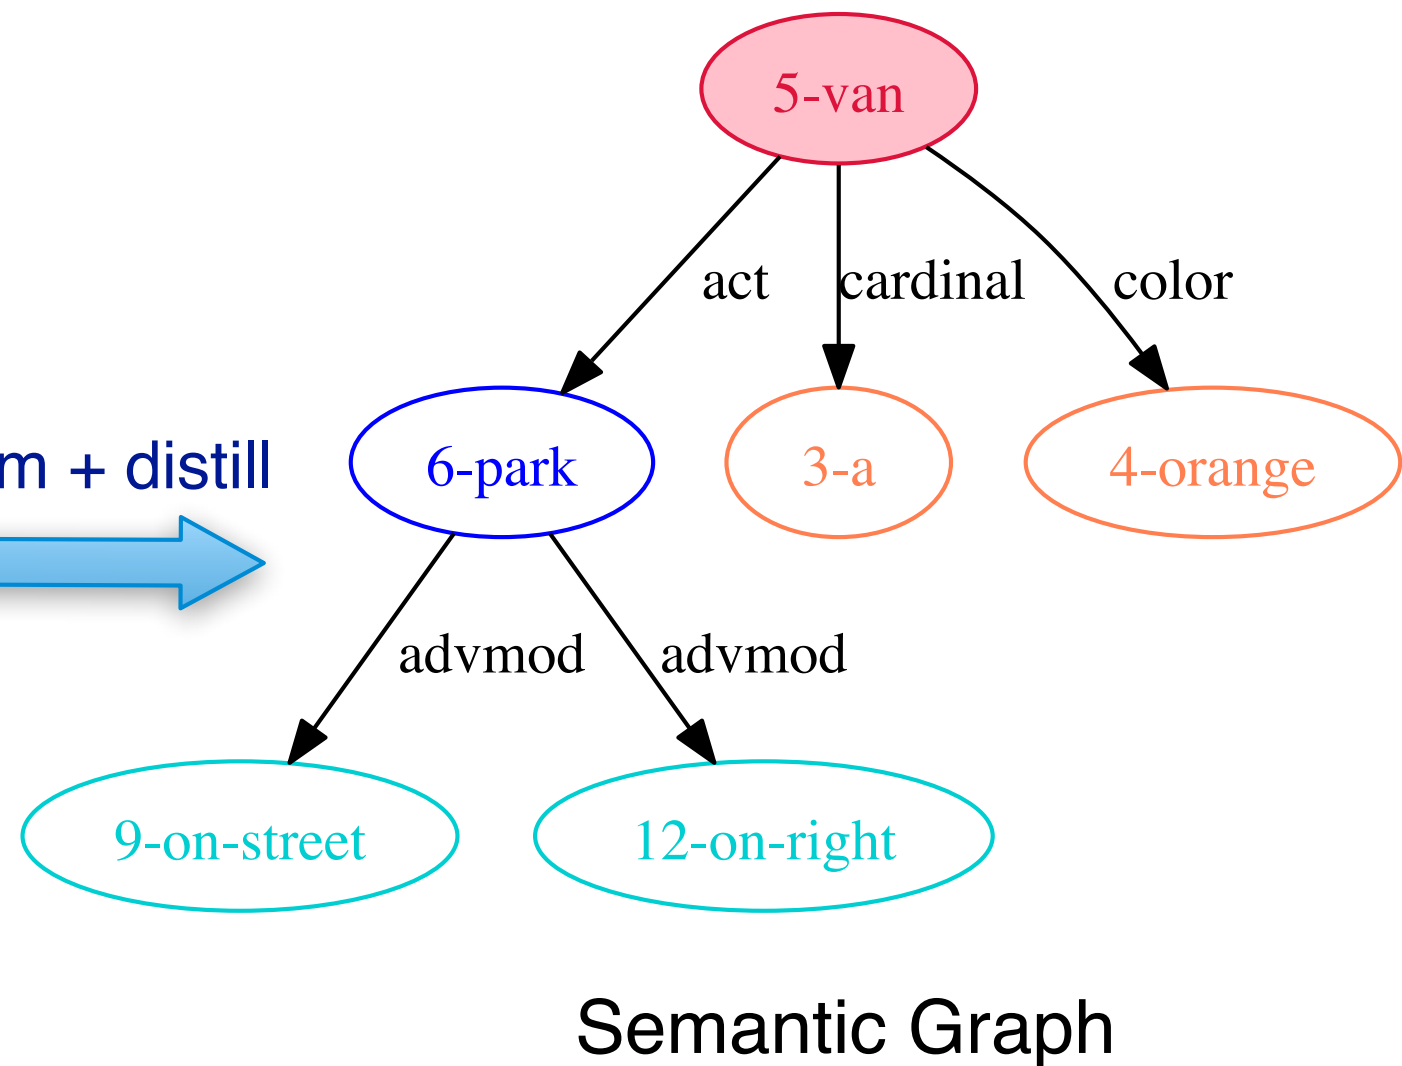 5-van
act
cardinal
color
m + distill
6-park
3-a
4-orange
advmod
advmod
9-on-street
12-on-right
Semantic Graph